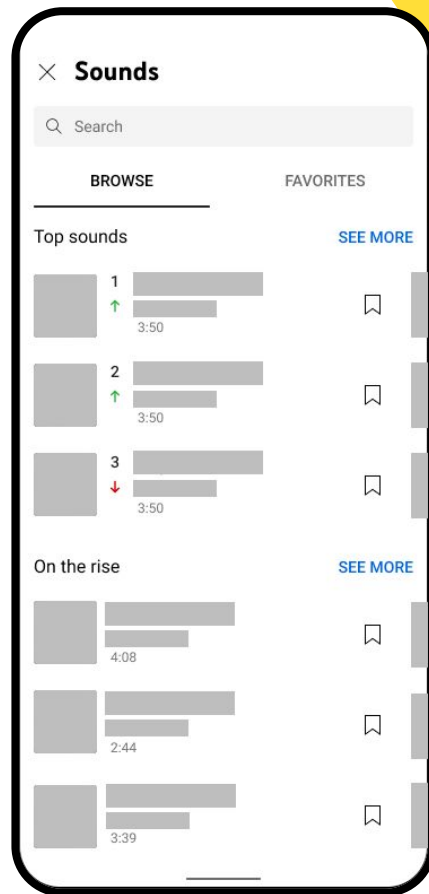 Sounds
Search
BROWSE FAVORITES
Top sounds SEE MORE
1
3:50
2
3:50
3
3:50
On the rise SEE MORE
4:08
2:44
3:39